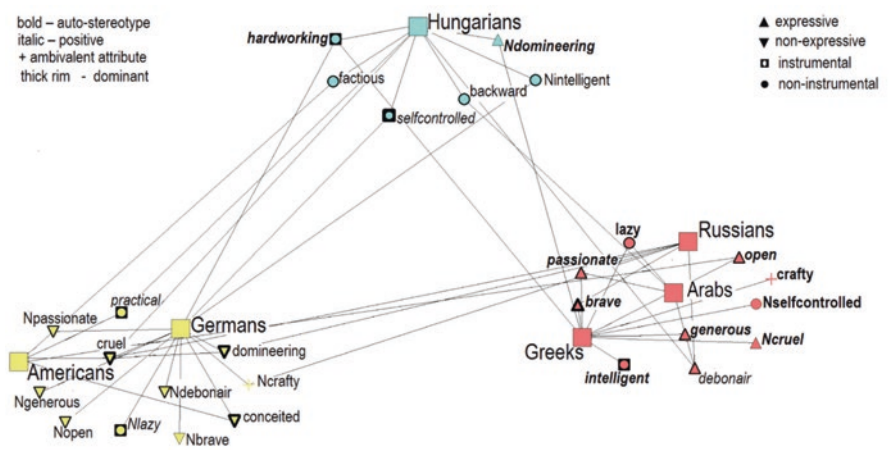 bold – auto-stereotype
italic – positive
+ ambivalent attribute
thick rim - dominant
Hungarians
hardworking
Ndomineering
factious
backward
Nintelligent
selfcontrolled
expressive
non-expressive
instrumental
non-instrumental
lazy
Russians
passionate
open
crafty
Arabs
brave
Nselfcontrolled
generous
Ncruel
Greeks
intelligent
debonair
practical
Npassionate
Germans
cruel
domineering
Americans
Ncrafty
Ngenerous
Ndebonair
Nopen
Nlazy
conceited
Nbrave